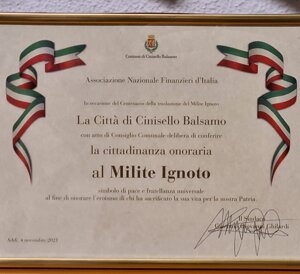 Comune di Cinisello Balsamo
Associazione Nazionale Finanzieri d'Italia
In occasione del Centenario della traslazione del Milite Ignoto
La Città di Cinisello Balsamo
con atto di Consiglio Comunale delibera di conferire
la cittadinanza onoraria
al Milite Ignoto
simbolo di pace e fratellanza universale
al fine di onorare l'eroismo di chi ha sacrificato la sua vita per la nostra Patria
Il Sindaco
Giovanni Ghilardi
Addì, 4 novembre 2021